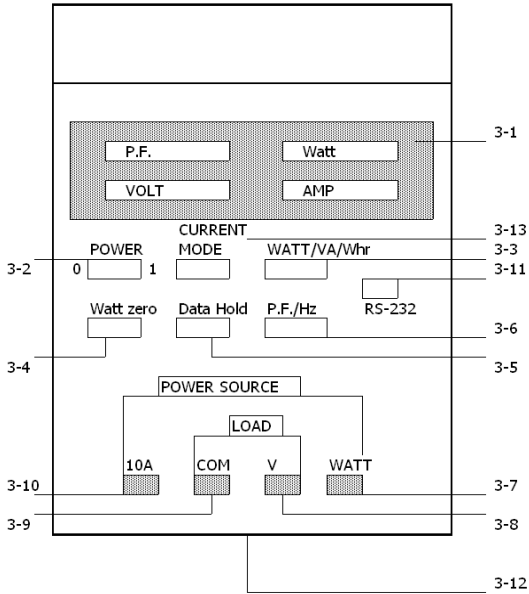 3-1
P.F. Watt
VOLT AMP
CURRENT
3-13
POWER MODE WATT/VA/Whr
3-3
3-2 0 1
3-11
Watt zero Data Hold P.F./Hz RS-232
3-6
3-4 3-5
POWER SOURCE
LOAD
10A COM V WATT
3-10 3-7
3-9 3-8
3-12